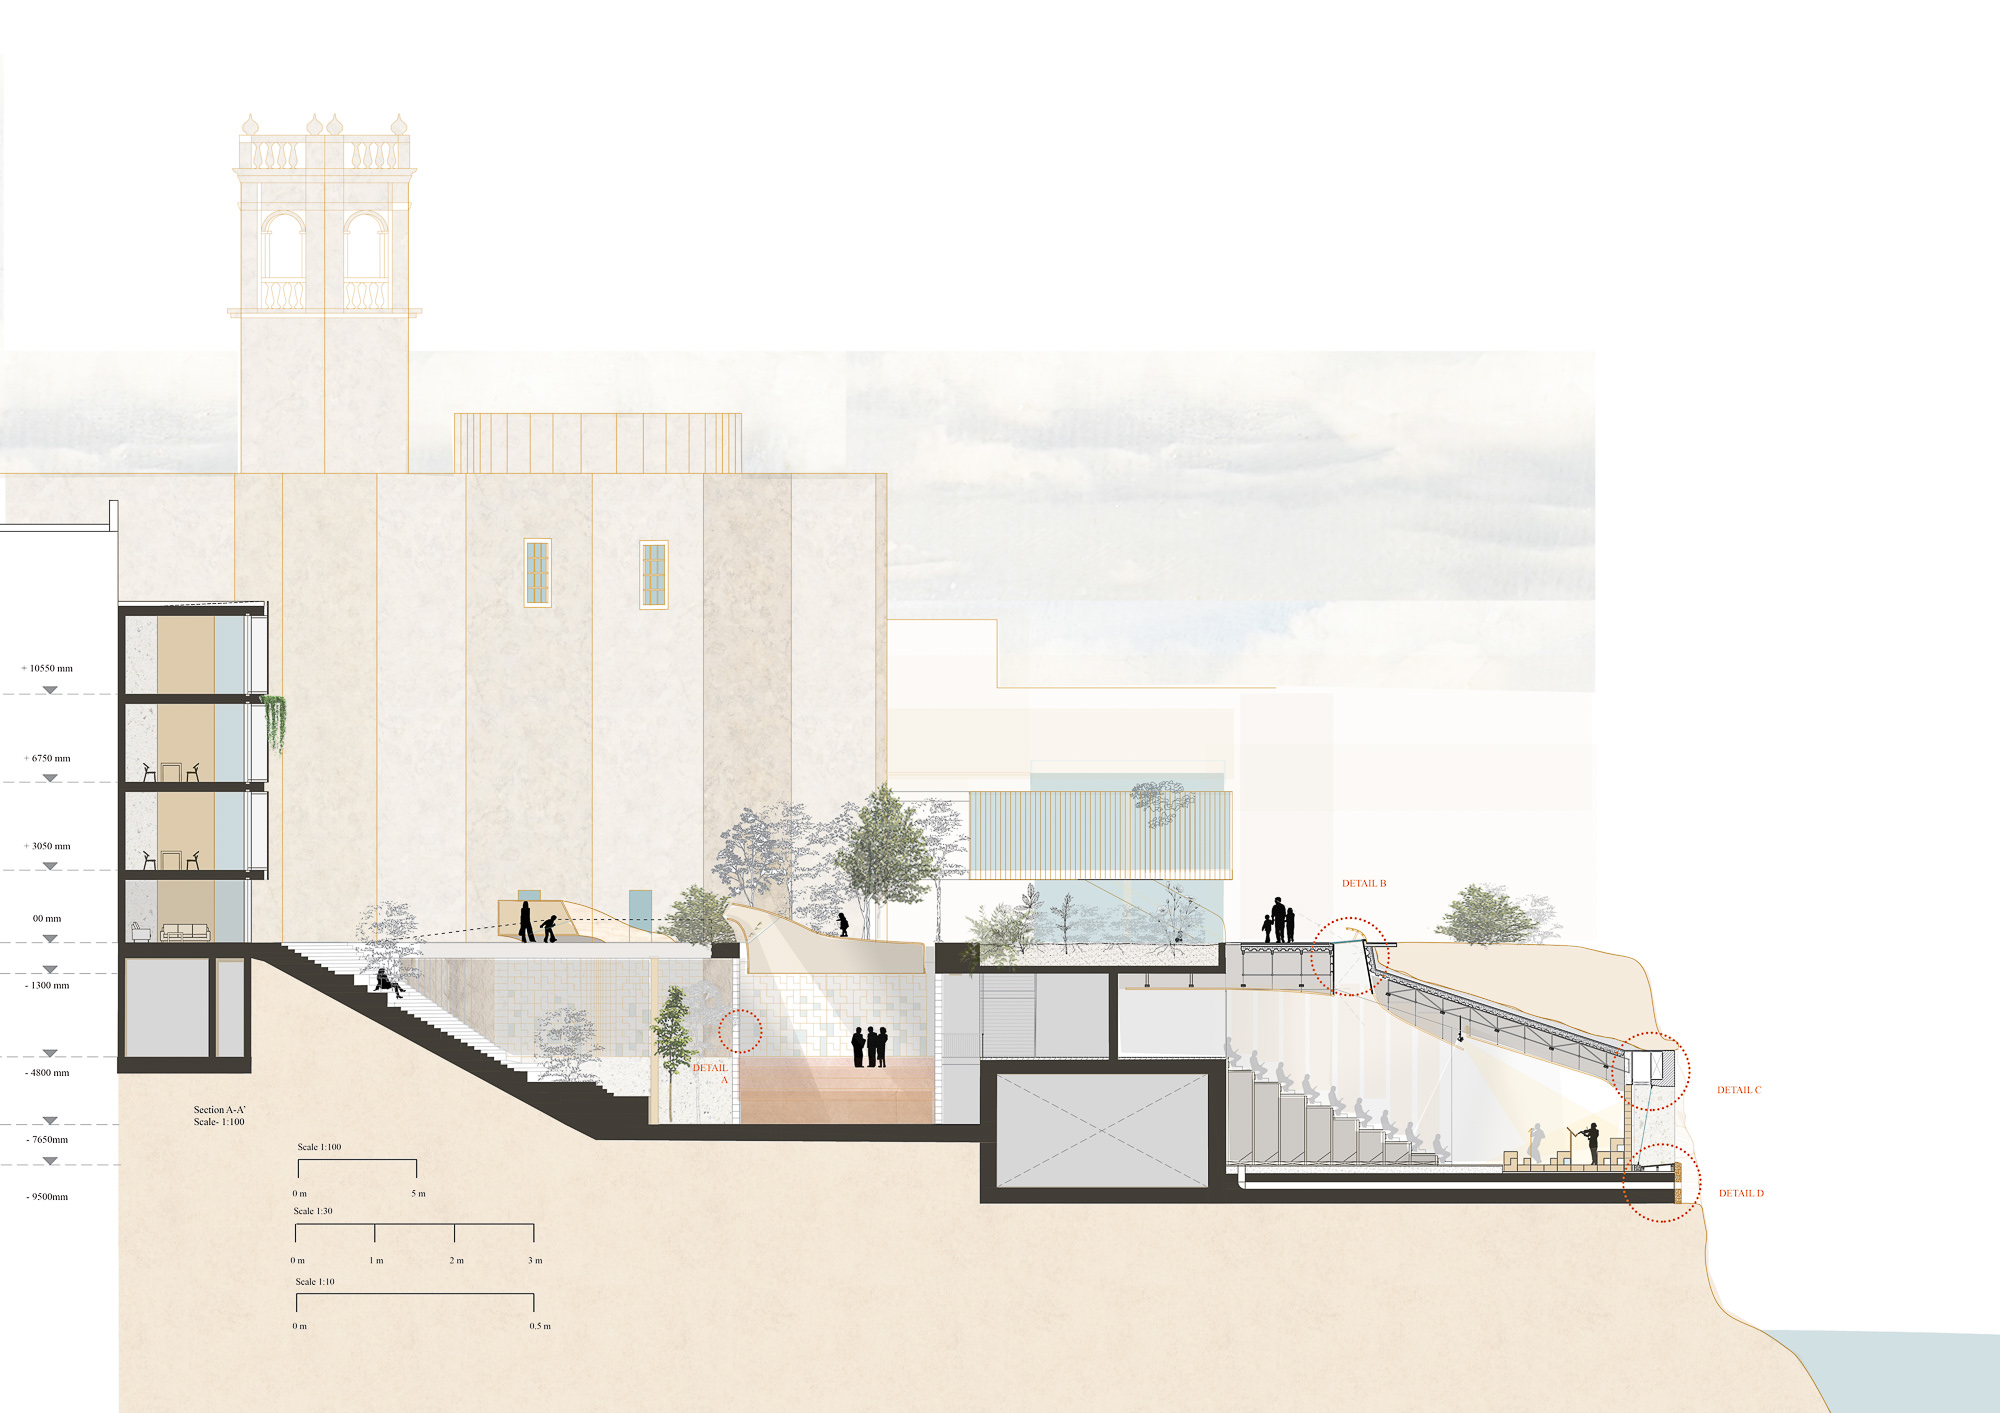 + 10550 mm
+ 6750 mm
+ 3050 mm
00 mm
- 1300 mm
- 4800 mm
- 7650mm
- 9500mm
DETAIL B
DETAIL
A
DETAIL C
DETAIL D
Section A-A'
Scale- 1:100
Scale 1:100
0 m 5 m
Scale 1:30
0 m 1 m 2 m 3 m
Scale 1:10
0 m 0.5 m